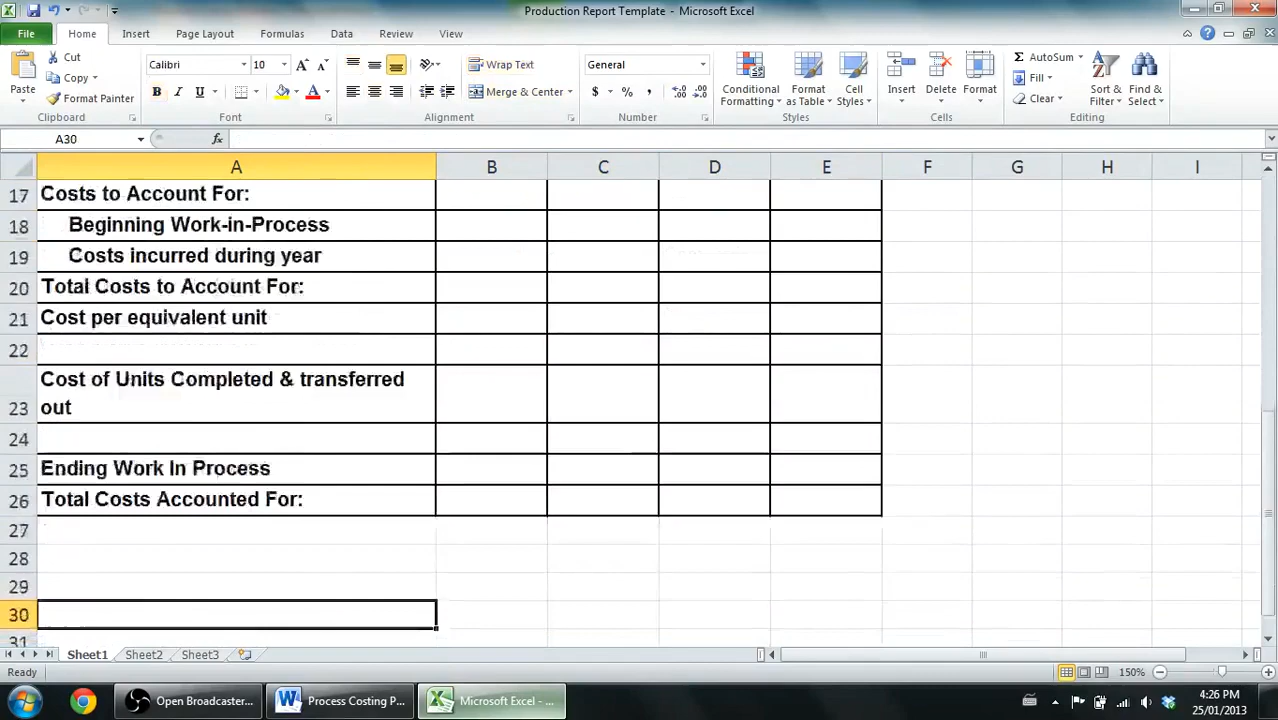 Production Report Template - Microsoft Excel
File Home Insert Page Layout Formulas Data Review View
Cut
Copy
Format Painter
Paste
Clipboard
Calibri 10
B I U
Font
Wrap Text
Merge & Center
Alignment
General
$ % ,
Number
Conditional Formatting
Format as Table
Cell Styles
Styles
Insert
Delete
Format
Cells
AutoSum
Fill
Clear
Sort & Filter
Find & Select
Editing
A30 fx
A B C D E F G H I
17 Costs to Account For:
18 Beginning Work-in-Process
19 Costs incurred during year
20 Total Costs to Account For:
21 Cost per equivalent unit
22
Cost of Units Completed & transferred
23 out
24
25 Ending Work In Process
26 Total Costs Accounted For:
27
28
29
30
31
Sheet1 Sheet2 Sheet3
Ready 150%
Open Broadcaster... Process Costing P... Microsoft Excel - ...
4:26 PM
25/01/2013